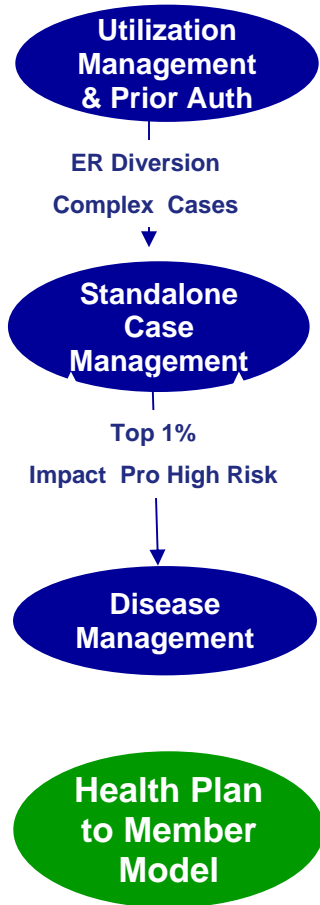 Utilization
Management
& Prior Auth
ER Diversion
Complex Cases
Standalone
Case
Management
Top 1%
Impact Pro High Risk
Disease
Management
Health Plan
to Member
Model